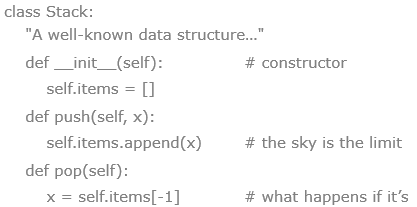 class Stack:
"A well-known data structure…"
def __init__(self): # constructor
self.items = []
def push(self, x):
self.items.append(x) # the sky is the limit
def pop(self):
x = self.items[-1] # what happens if it’s